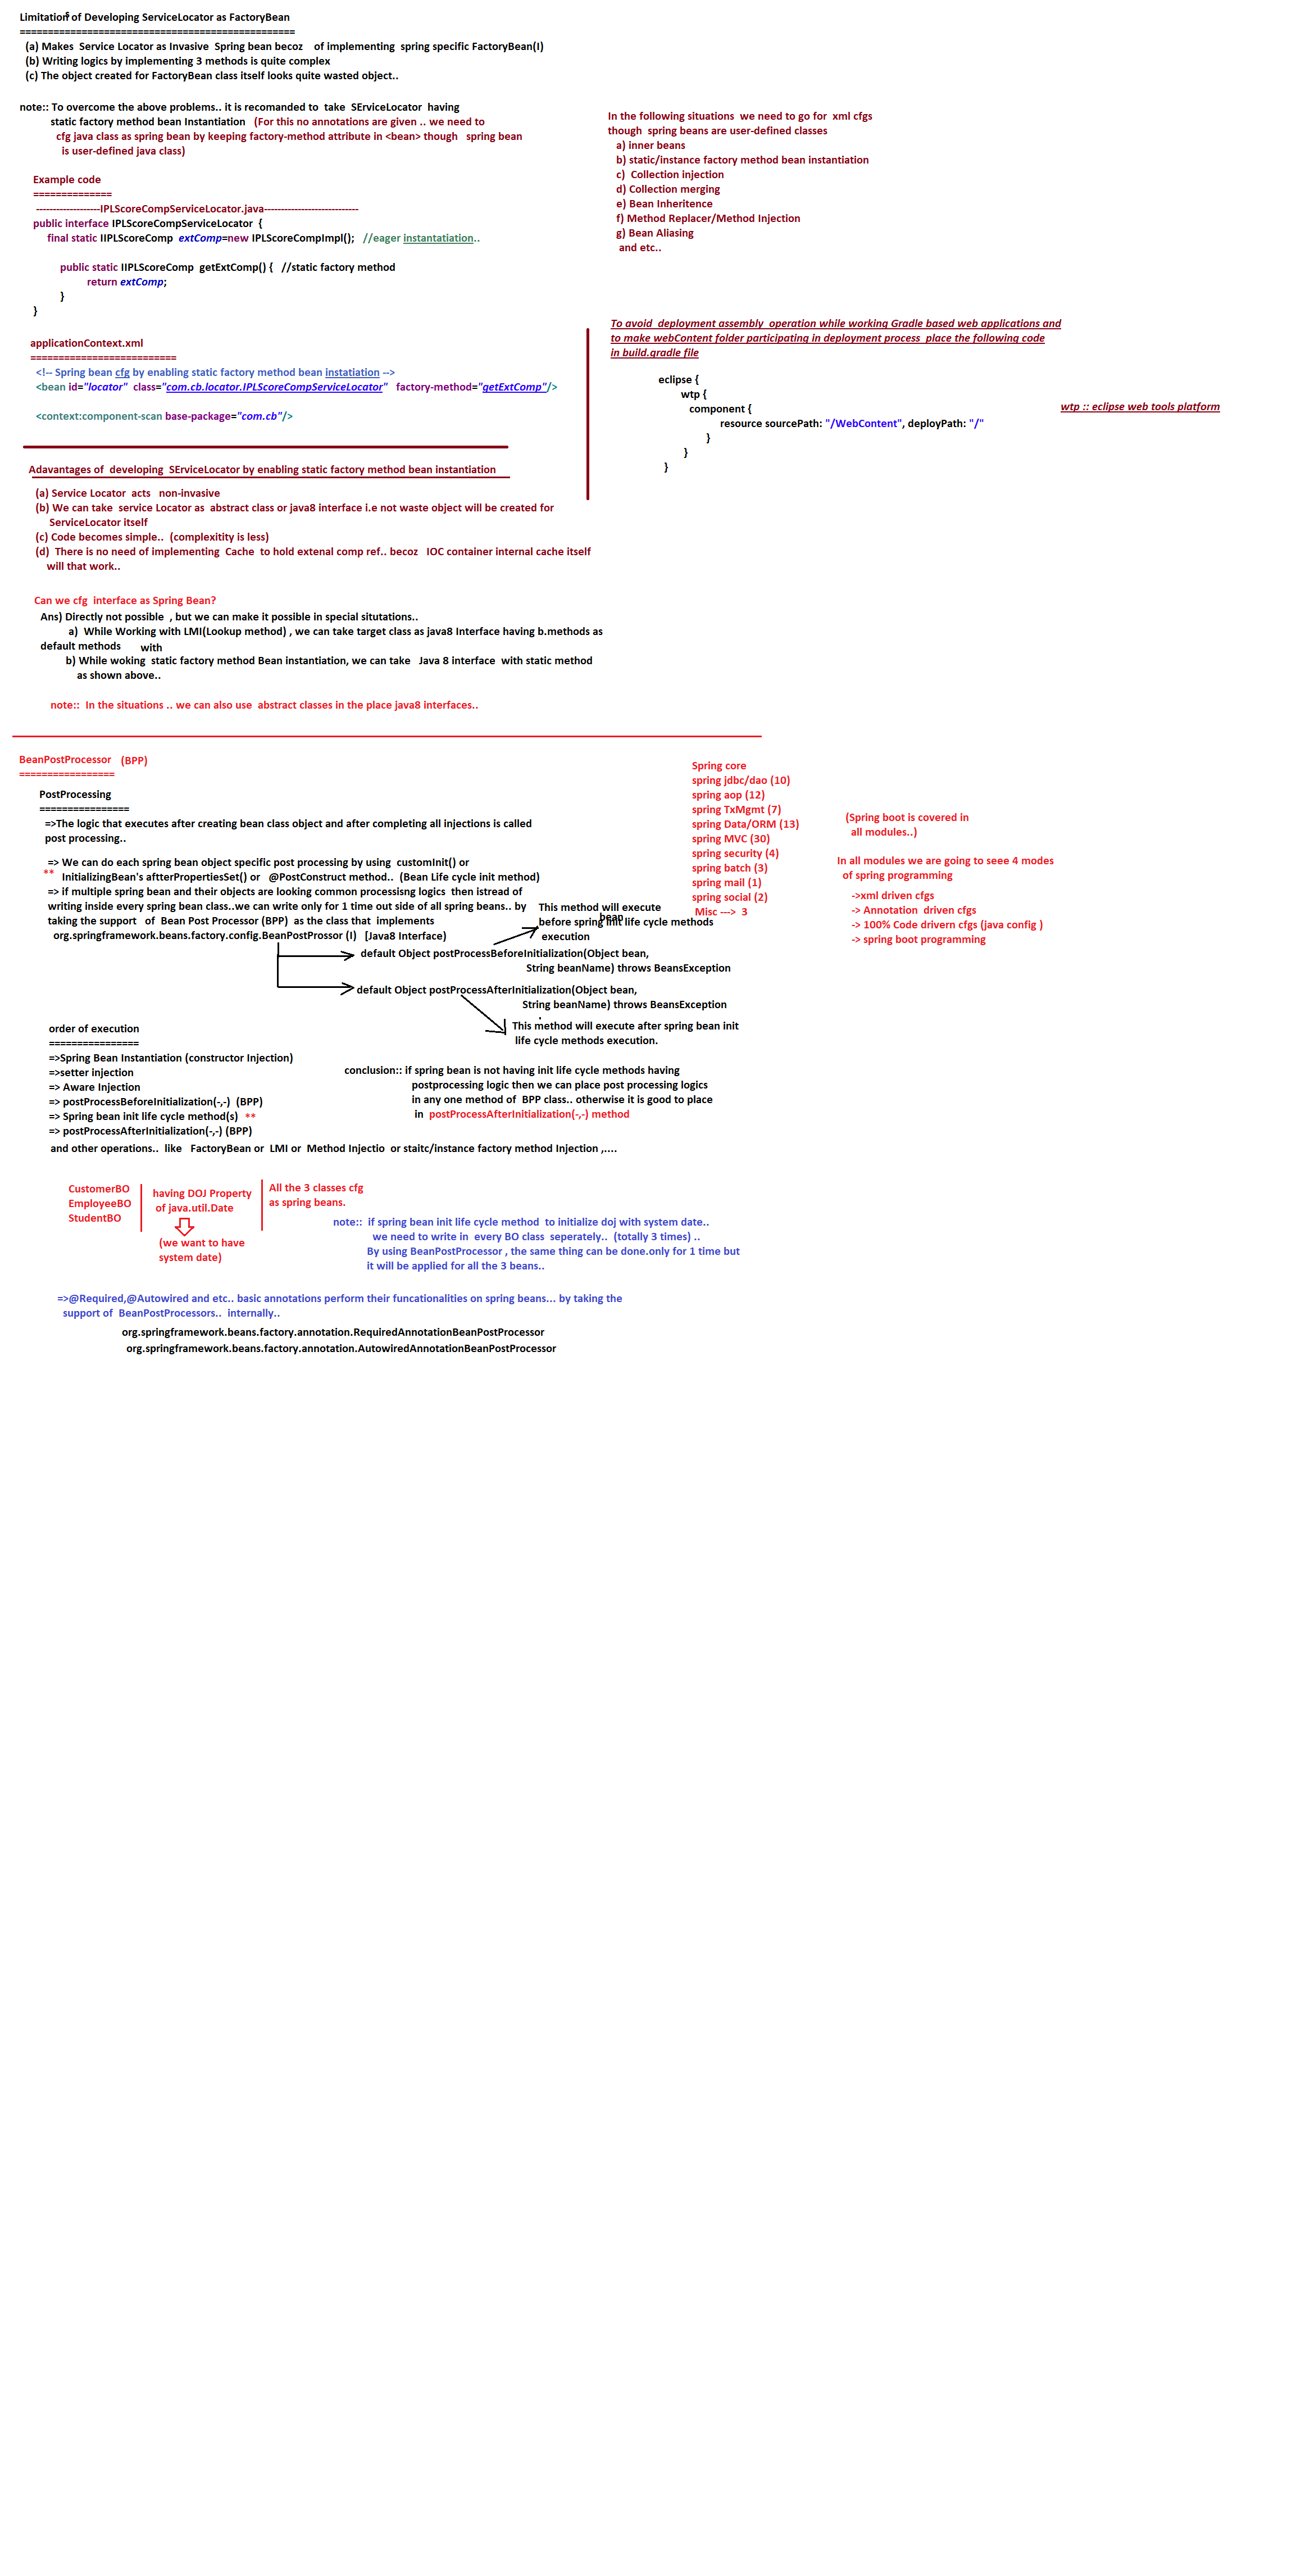 Limitations of Developing ServiceLocator as FactoryBean
=================================================
(a) Makes  Service Locator as Invasive  Spring bean becoz    of implementing  spring specific FactoryBean(I)
(b) Writing logics by implementing 3 methods is quite complex
(c) The object created for FactoryBean class itself looks quite wasted object..
note:: To overcome the above problems.. it is recomanded to  take  SErviceLocator  having
static factory method bean Instantiation   (For this no annotations are given .. we need to
cfg java class as spring bean by keeping factory-method attribute in <bean> though   spring bean
is user-defined java class)
Example code
==============
-------------------IPLScoreCompServiceLocator.java----------------------------
public interface IPLScoreCompServiceLocator  {
final static IIPLScoreComp  extComp=new IPLScoreCompImpl();   //eager instantatiation..
public static IIPLScoreComp  getExtComp() {   //static factory method
return extComp;
}
}
applicationContext.xml
==========================
<!-- Spring bean cfg by enabling static factory method bean instatiation -->
<bean id="locator"  class="com.cb.locator.IPLScoreCompServiceLocator"   factory-method="getExtComp"/>
<context:component-scan base-package="com.cb"/>
In the following situations  we need to go for  xml cfgs
though  spring beans are user-defined classes
a) inner beans
b) static/instance factory method bean instantiation
c)  Collection injection
d) Collection merging
e) Bean Inheritence
f) Method Replacer/Method Injection
g) Bean Aliasing
and etc..
To avoid  deployment assembly  operation while working Gradle based web applications and
to make webContent folder participating in deployment process  place the following code
in build.gradle file
eclipse {
wtp {
component {
resource sourcePath: "/WebContent", deployPath: "/"
}
}
}
wtp :: eclipse web tools platform
Adavantages of  developing  SErviceLocator by enabling static factory method bean instantiation
(a) Service Locator  acts   non-invasive
(b) We can take  service Locator as  abstract class or java8 interface i.e not waste object will be created for
ServiceLocator itself
(c) Code becomes simple..  (complexitity is less)
(d)  There is no need of implementing  Cache  to hold extenal comp ref.. becoz   IOC container internal cache itself
will that work..
Can we cfg  interface as Spring Bean?
Ans) Directly not possible  , but we can make it possible in special situtations..
a)  While Working with LMI(Lookup method) , we can take target class as java8 Interface having b.methods as
default methods
with
b) While woking  static factory method Bean instantiation, we can take   Java 8 interface  with static method
as shown above..
note::  In the situations .. we can also use  abstract classes in the place java8 interfaces..
BeanPostProcessor   (BPP)
=================
PostProcessing
================
=>The logic that executes after creating bean class object and after completing all injections is called
post processing..
=> We can do each spring bean object specific post processing by using  customInit() or
** InitializingBean's aftterPropertiesSet() or   @PostConstruct method..  (Bean Life cycle init method)
=> if multiple spring bean and their objects are looking common processisng logics  then istread of
writing inside every spring bean class..we can write only for 1 time out side of all spring beans.. by
taking the support   of  Bean Post Processor (BPP)  as the class that  implements
org.springframework.beans.factory.config.BeanPostProssor (I)   [Java8 Interface)
This method will execute
bean
before spring init life cycle methods
execution
default Object postProcessBeforeInitialization(Object bean,
String beanName) throws BeansException
default Object postProcessAfterInitialization(Object bean,
String beanName) throws BeansException
This method will execute after spring bean init
life cycle methods execution.
Spring core
spring jdbc/dao (10)
spring aop (12)
spring TxMgmt (7)
spring Data/ORM (13)
spring MVC (30)
spring security (4)
spring batch (3)
spring mail (1)
spring social (2)
Misc ---> 3
(Spring boot is covered in
all modules..)
In all modules we are going to seee 4 modes
of spring programming
->xml driven cfgs
-> Annotation  driven cfgs
-> 100% Code drivern cfgs (java config )
-> spring boot programming
order of execution
================
=>Spring Bean Instantiation (constructor Injection)
=>setter injection
=> Aware Injection
=> postProcessBeforeInitialization(-,-)  (BPP)
=> Spring bean init life cycle method(s)  **
=> postProcessAfterInitialization(-,-) (BPP)
and other operations..  like   FactoryBean or  LMI or  Method Injectio  or staitc/instance factory method Injection ,....
conclusion:: if spring bean is not having init life cycle methods having
postprocessing logic then we can place post processing logics
in any one method of  BPP class.. otherwise it is good to place
in  postProcessAfterInitialization(-,-) method
CustomerBO
EmployeeBO
StudentBO
having DOJ Property
of java.util.Date
(we want to have
system date)
All the 3 classes cfg
as spring beans.
note::  if spring bean init life cycle method  to initialize doj with system date..
we need to write in  every BO class  seperately..  (totally 3 times) ..
By using BeanPostProcessor , the same thing can be done.only for 1 time but
it will be applied for all the 3 beans..
=>@Required,@Autowired and etc.. basic annotations perform their funcationalities on spring beans... by taking the
support of  BeanPostProcessors..  internally..
org.springframework.beans.factory.annotation.RequiredAnnotationBeanPostProcessor
org.springframework.beans.factory.annotation.AutowiredAnnotationBeanPostProcessor